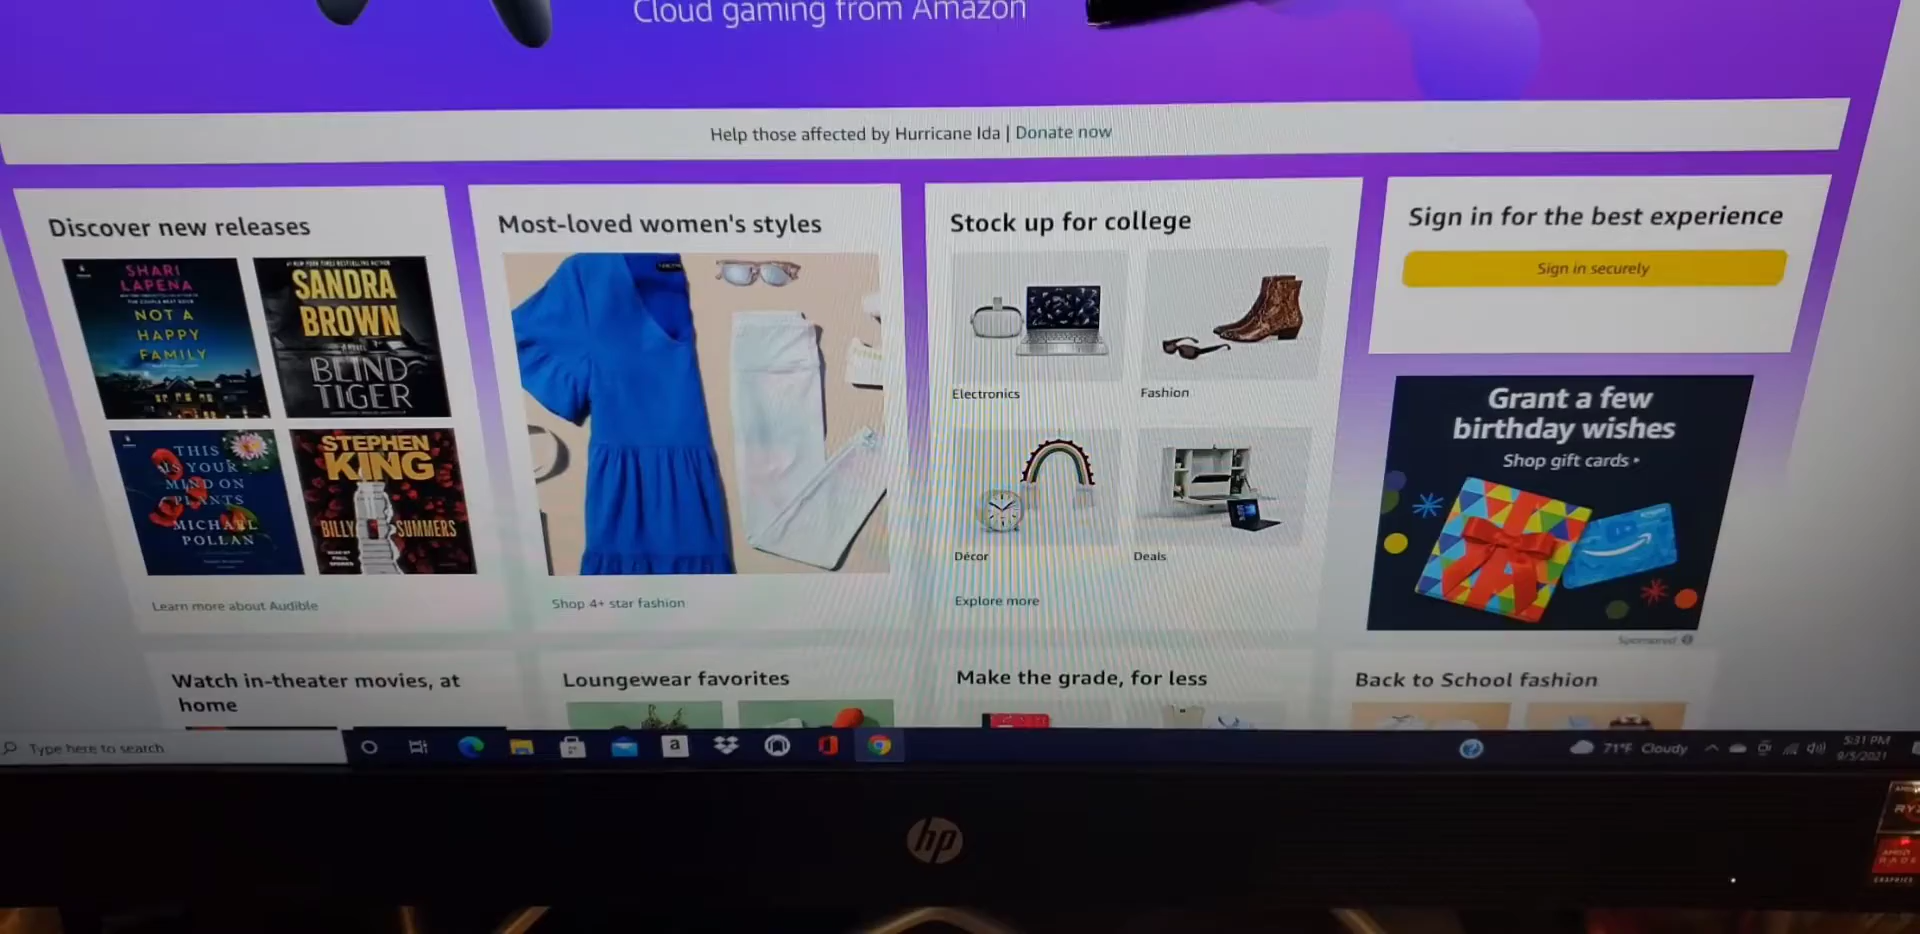 Cloud gaming from Amazon
Help those affected by Hurricane Ida | Donate now
Discover new releases
SHARI
LAPENA
NOT A
HAPPY
FAMILY
SANDRA
BROWN
BLIND
TIGER
THIS
IS YOUR
MIND ON
PLANTS
MICHAEL
POLLAN
STEPHEN
KING
BILLY SUMMERS
Learn more about Audible
Most-loved women's styles
Shop 4+ star fashion
Stock up for college
Electronics
Fashion
Décor
Deals
Explore more
Sign in for the best experience
Sign in securely
Grant a few
birthday wishes
Shop gift cards
Sponsored
Watch in-theater movies, at
home
Loungewear favorites
Make the grade, for less
Back to School fashion
Type here to search
a
71°F Cloudy
5:31 PM
9/5/2021
hp